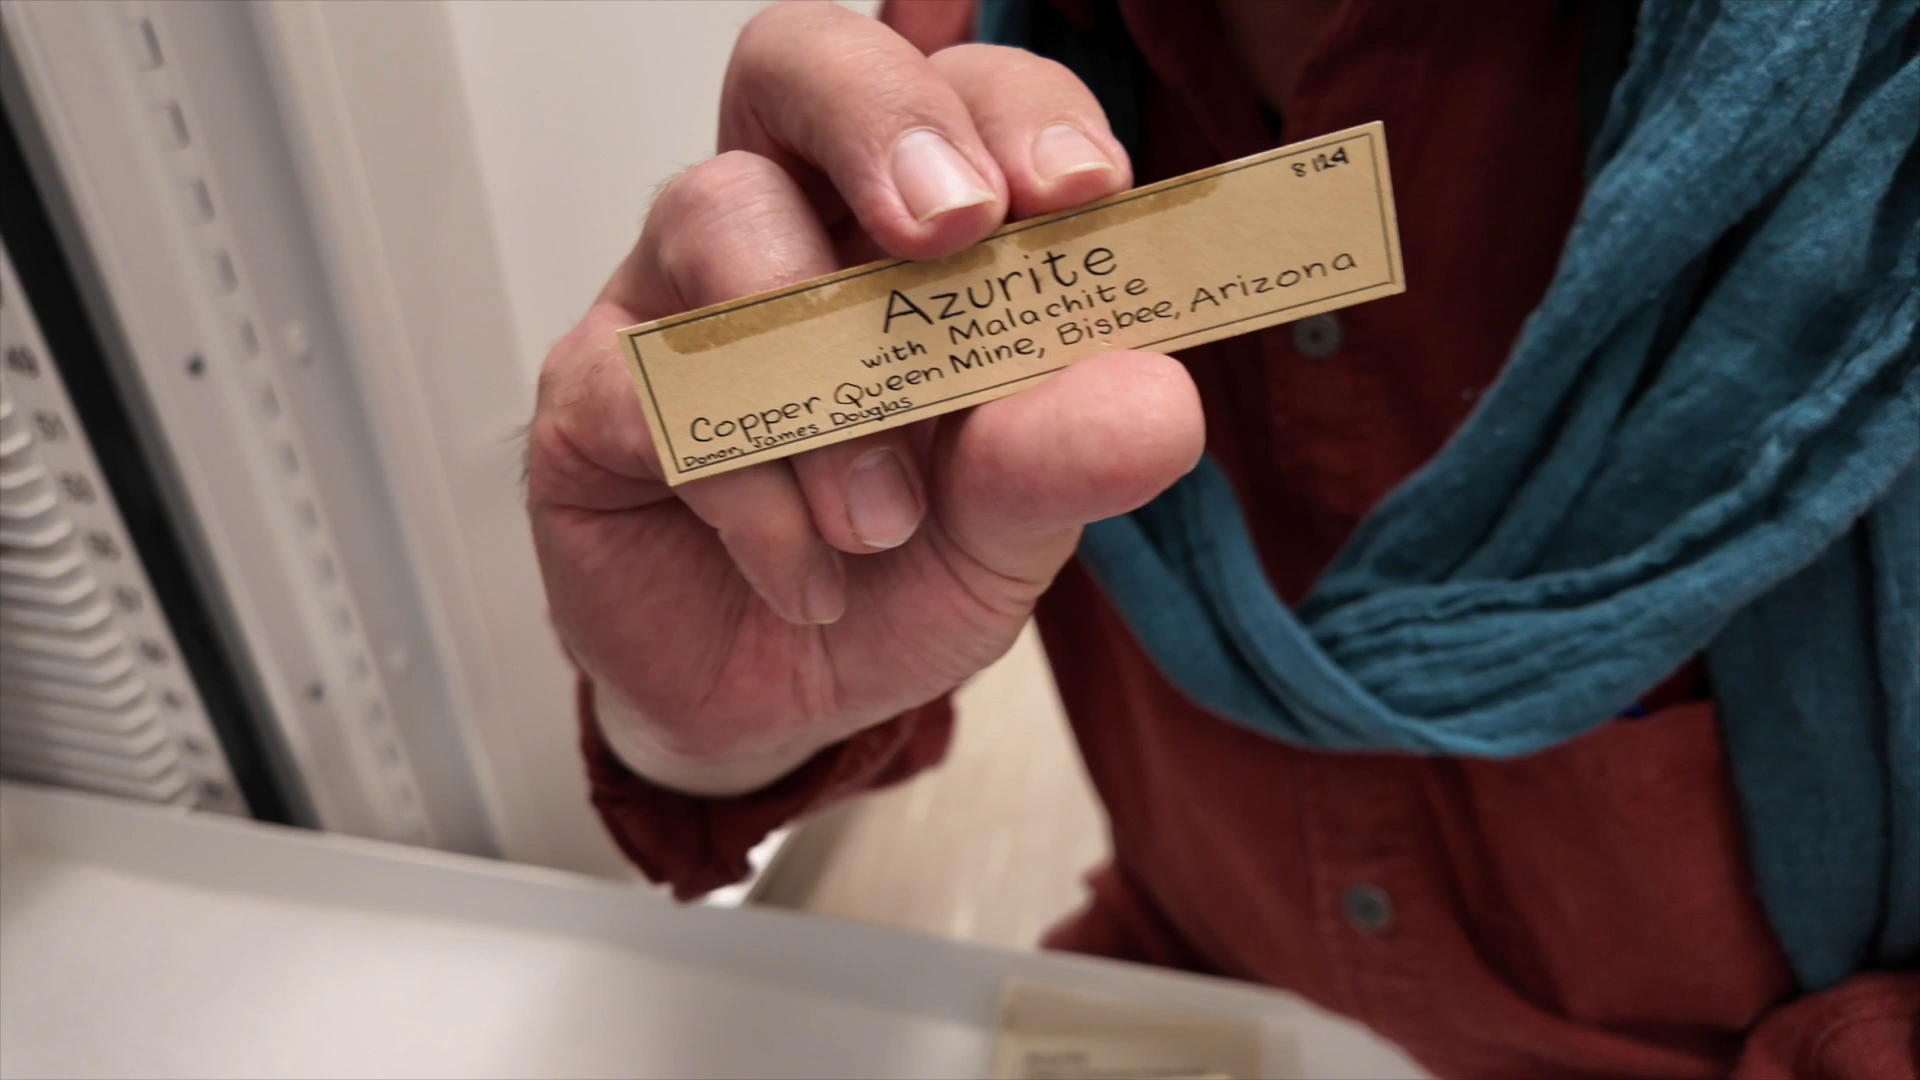 8124
Azurite
with Malachite
Copper Queen Mine, Bisbee, Arizona
Donor, James Douglas